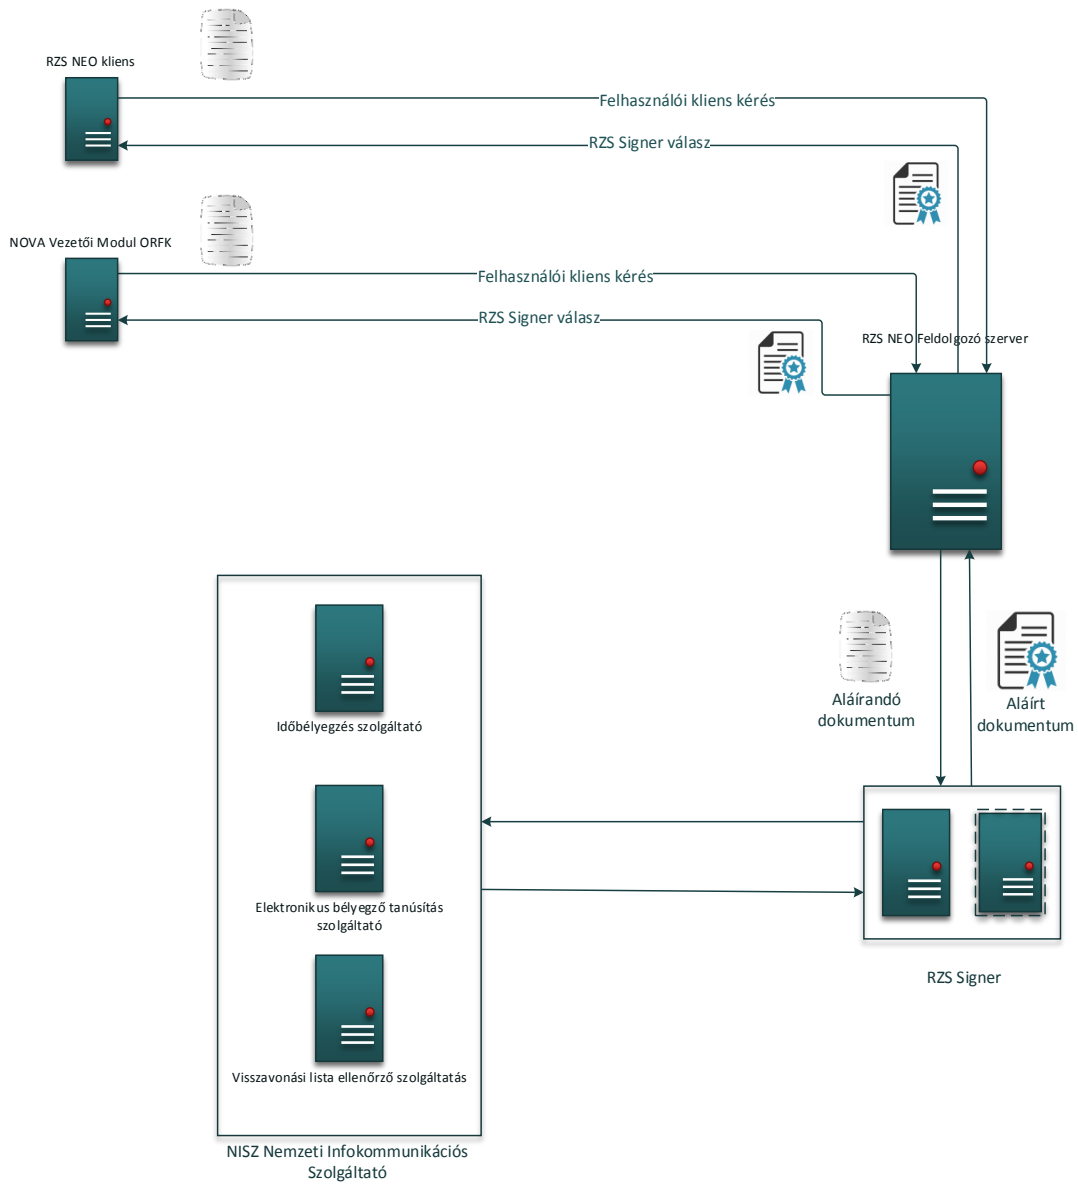 RZS NEO kliens
Felhasználói kliens kérés
RZS Signer válasz
NOVA Vezetői Modul ORFK
Felhasználói kliens kérés
RZS Signer válasz
RZS NEO Feldolgozó szerver
Aláírandó
dokumentum
Aláírt
dokumentum
Időbélyegzés szolgáltató
Elektronikus bélyegző tanúsítás
szolgáltató
RZS Signer
Visszavonási lista ellenőrző szolgáltatás
NISZ Nemzeti Infokommunikációs
Szolgáltató